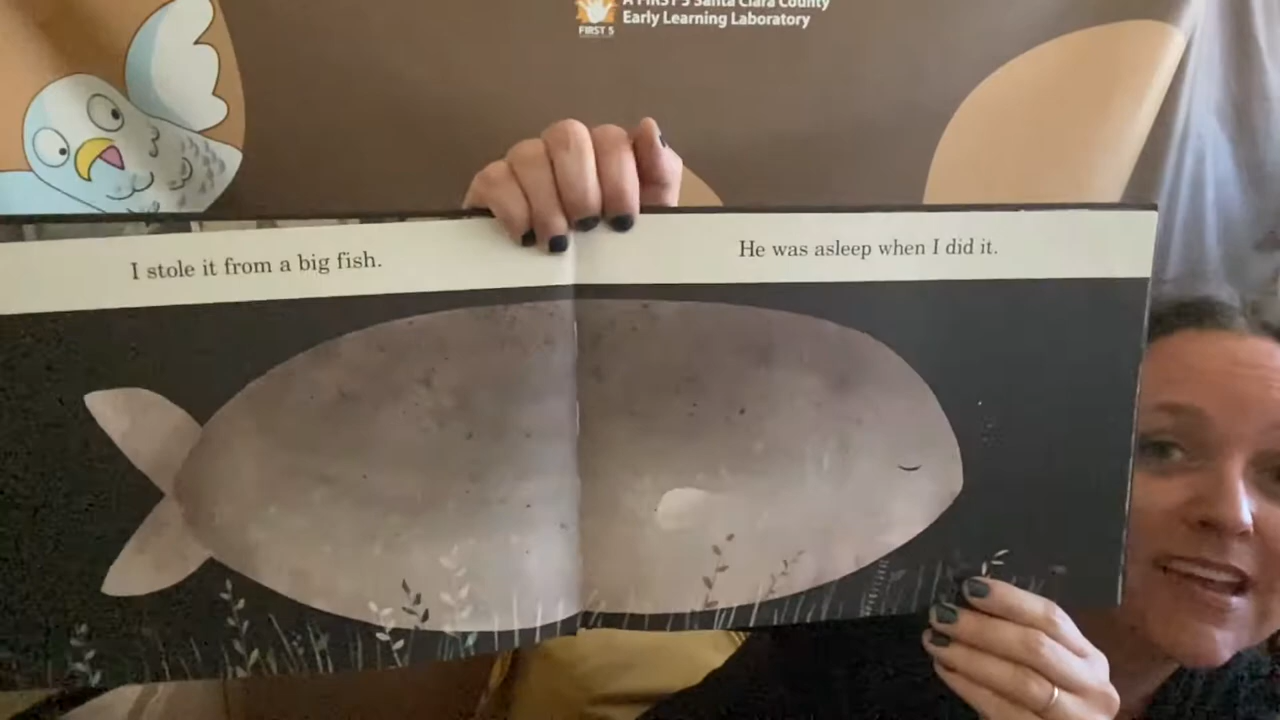 A FIRST 5 Santa Clara County
Early Learning Laboratory
FIRST 5
I stole it from a big fish.
He was asleep when I did it.